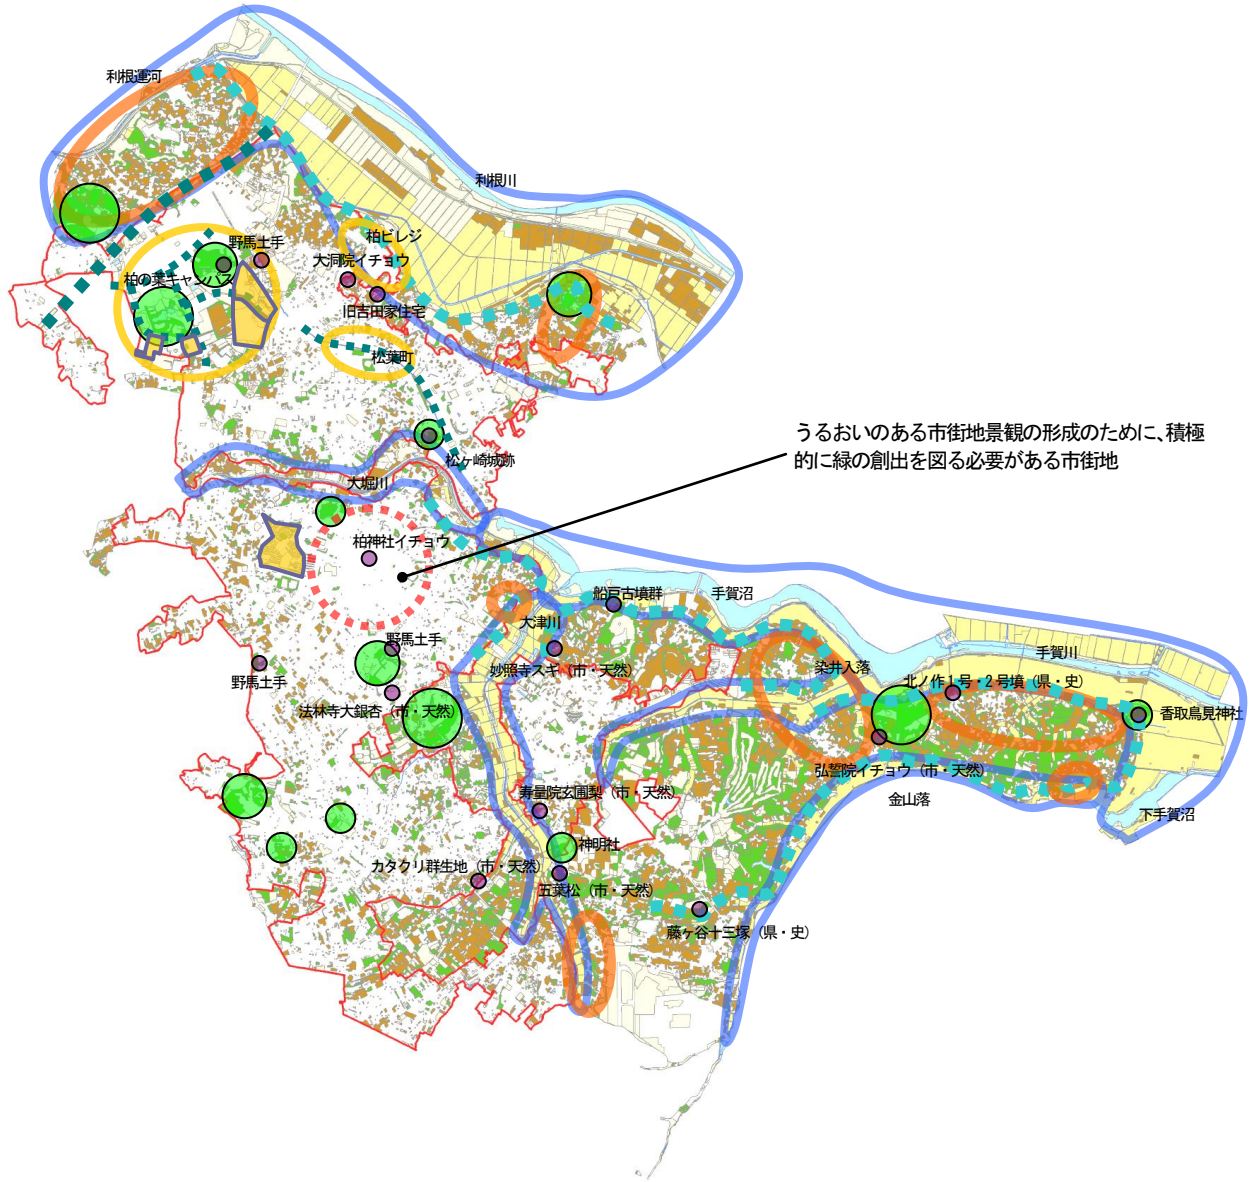 利根運河
利根川
柏ビレジ
野馬土手
大洞院イチョウ
柏の葉キャンパス
旧吉田家住宅
松葉町
うるおいのある市街地景観の形成のために、積極
的に緑の創出を図る必要がある市街地
松ヶ崎城跡
大堀川
柏神社イチョウ
船戸古墳群
手賀沼
大津川
野馬土手
手賀川
妙照寺スギ（市・天然）
染井入落
野馬土手
北ノ作１号・２号墳（県・史）
法林寺大銀杏（市・天然）
香取鳥見神社
弘誓院イチョウ（市・天然）
寿量院玄圃梨（市・天然）
金山落
下手賀沼
神明社
カタクリ群生地（市・天然）
五葉松（市・天然）
藤ヶ谷十三塚（県・史）